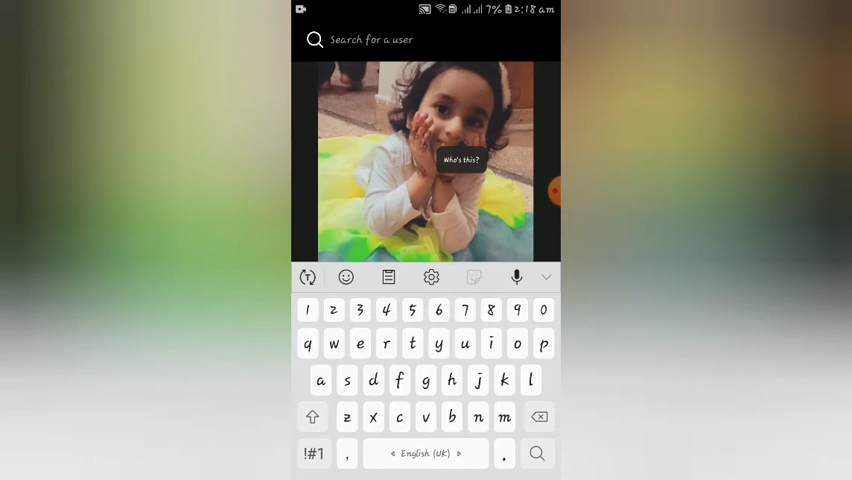 7% 2:18 am
Search for a user
Who's this?
1 2 3 4 5 6 7 8 9 0
q w e r t y u i o p
a s d f g h j k l
z x c v b n m
!#1 , English (UK) .